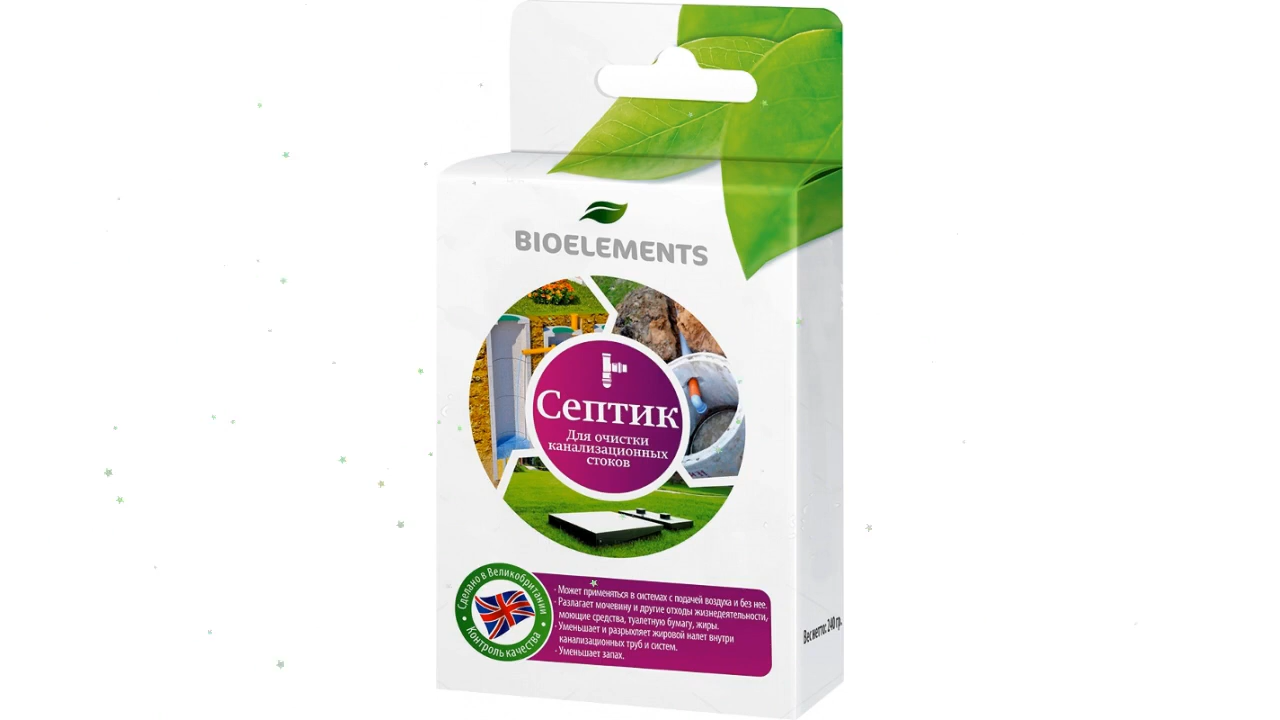 BIOELEMENTS
Септик
Для очистки
канализационных
стоков
Сделано в Великобритании
• Контроль качества •
· Может применяться в системах с подачей воздуха и без нее.
· Разлагает мочевину и другие отходы жизнедеятельности,
моющие средства, туалетную бумагу, жиры.
· Уменьшает и разрыхляет жировой налет внутри
канализационных труб и систем.
· Уменьшает запах.
Вес нетто: 240 гр.